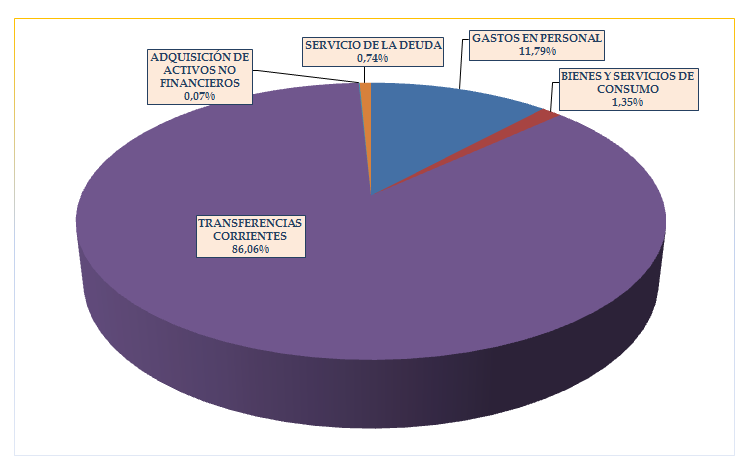 SERVICIO DE LA DEUDA
0,74%
GASTOS EN PERSONAL
11,79%
ADQUISICIÓN DE
ACTIVOS NO
FINANCIEROS
0,07%
BIENES Y SERVICIOS DE
CONSUMO
1,35%
TRANSFERENCIAS
CORRIENTES
86,06%